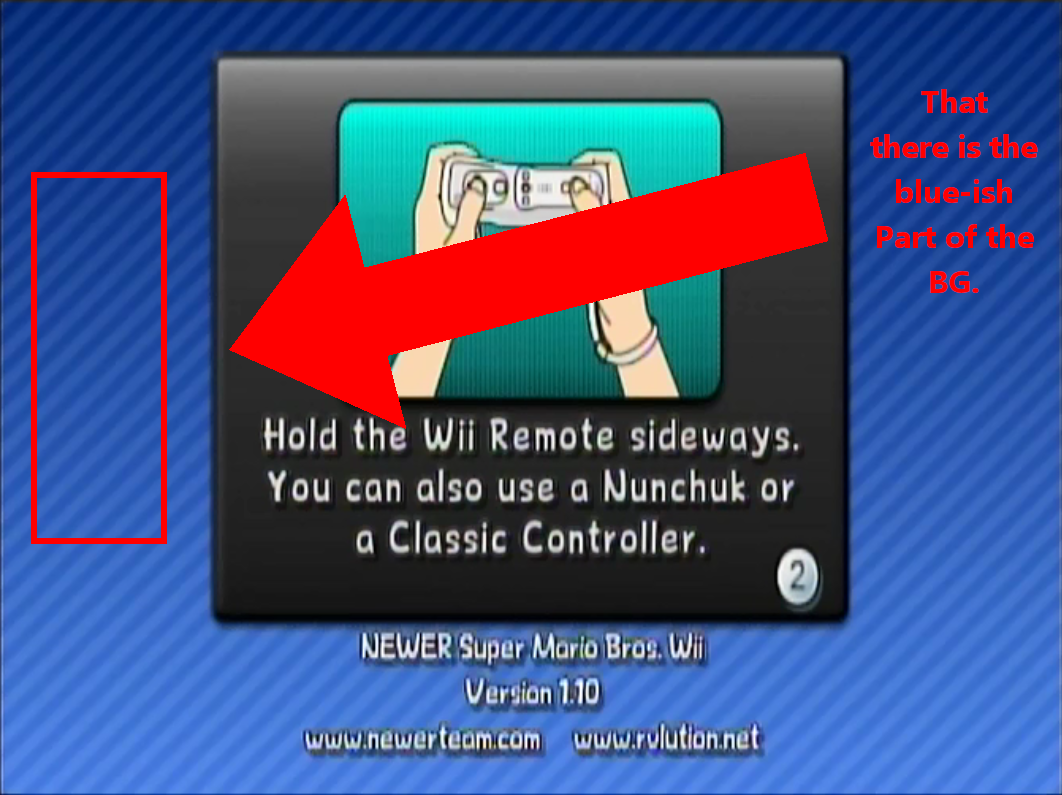 That
there is the
blue-ish
Part of the
BG.
Hold the Wii Remote sideways.
You can also use a Nunchuk or
a Classic Controller.
2
NEWER Super Mario Bros. Wii
Version 1.10
www.newerteam.com www.rvlution.net